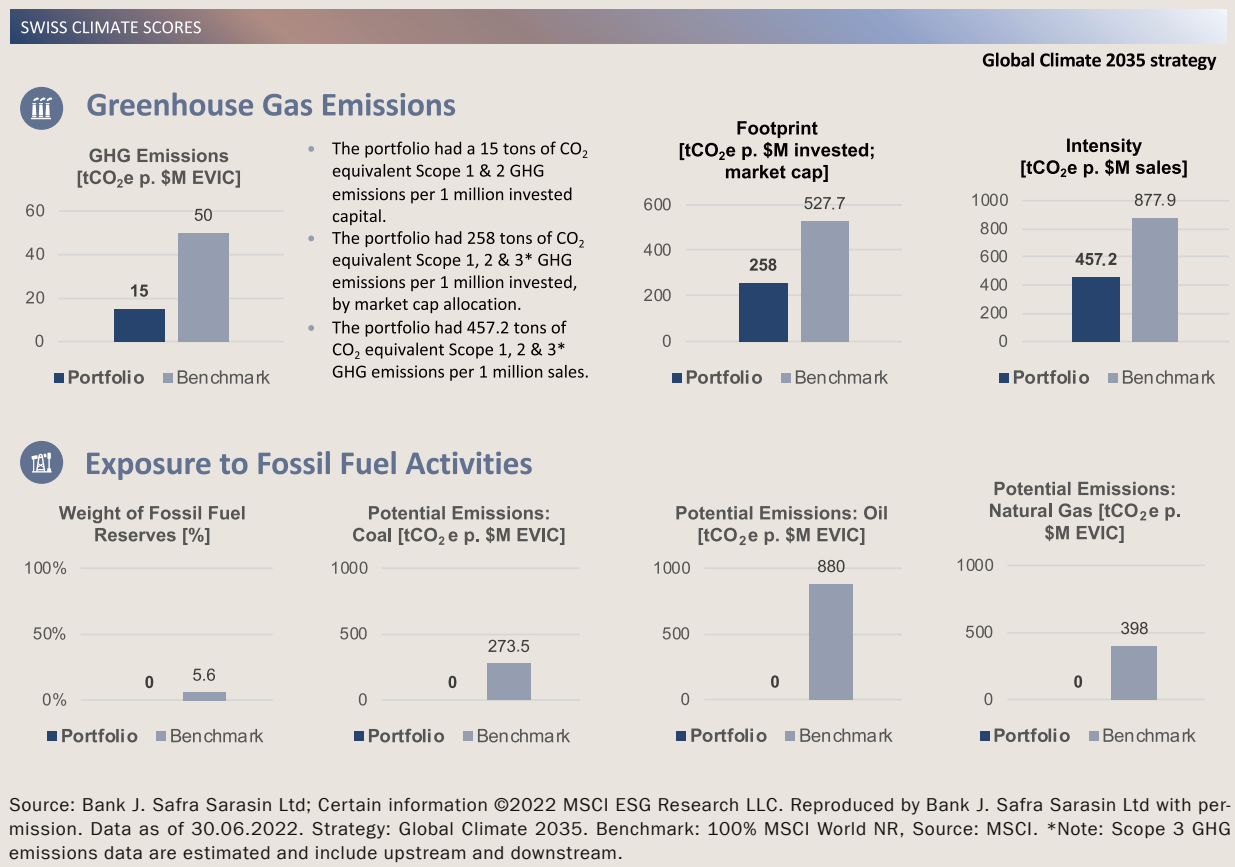 SWISS CLIMATE SCORES
Global Climate 2035 strategy
Greenhouse Gas Emissions
GHG Emissions
[tCO₂e p. $M EVIC]
60
40
20
0
15
50
Portfolio
Benchmark
• The portfolio had a 15 tons of CO₂
equivalent Scope 1 & 2 GHG
emissions per 1 million invested
capital.
• The portfolio had 258 tons of CO₂
equivalent Scope 1, 2 & 3* GHG
emissions per 1 million invested,
by market cap allocation.
• The portfolio had 457.2 tons of
CO₂ equivalent Scope 1, 2 & 3*
GHG emissions per 1 million sales.
Footprint
[tCO₂e p. $M invested;
market cap]
600
400
200
0
258
527.7
Portfolio
Benchmark
Intensity
[tCO₂e p. $M sales]
1000
800
600
400
200
0
457.2
877.9
Portfolio
Benchmark
Exposure to Fossil Fuel Activities
Weight of Fossil Fuel
Reserves [%]
100%
50%
0%
0
5.6
Portfolio
Benchmark
Potential Emissions:
Coal [tCO₂e p. $M EVIC]
1000
500
0
0
273.5
Portfolio
Benchmark
Potential Emissions: Oil
[tCO₂e p. $M EVIC]
1000
500
0
0
880
Portfolio
Benchmark
Potential Emissions:
Natural Gas [tCO₂e p.
$M EVIC]
1000
500
0
0
398
Portfolio
Benchmark
Source: Bank J. Safra Sarasin Ltd; Certain information ©2022 MSCI ESG Research LLC. Reproduced by Bank J. Safra Sarasin Ltd with per-
mission. Data as of 30.06.2022. Strategy: Global Climate 2035. Benchmark: 100% MSCI World NR, Source: MSCI. *Note: Scope 3 GHG
emissions data are estimated and include upstream and downstream.